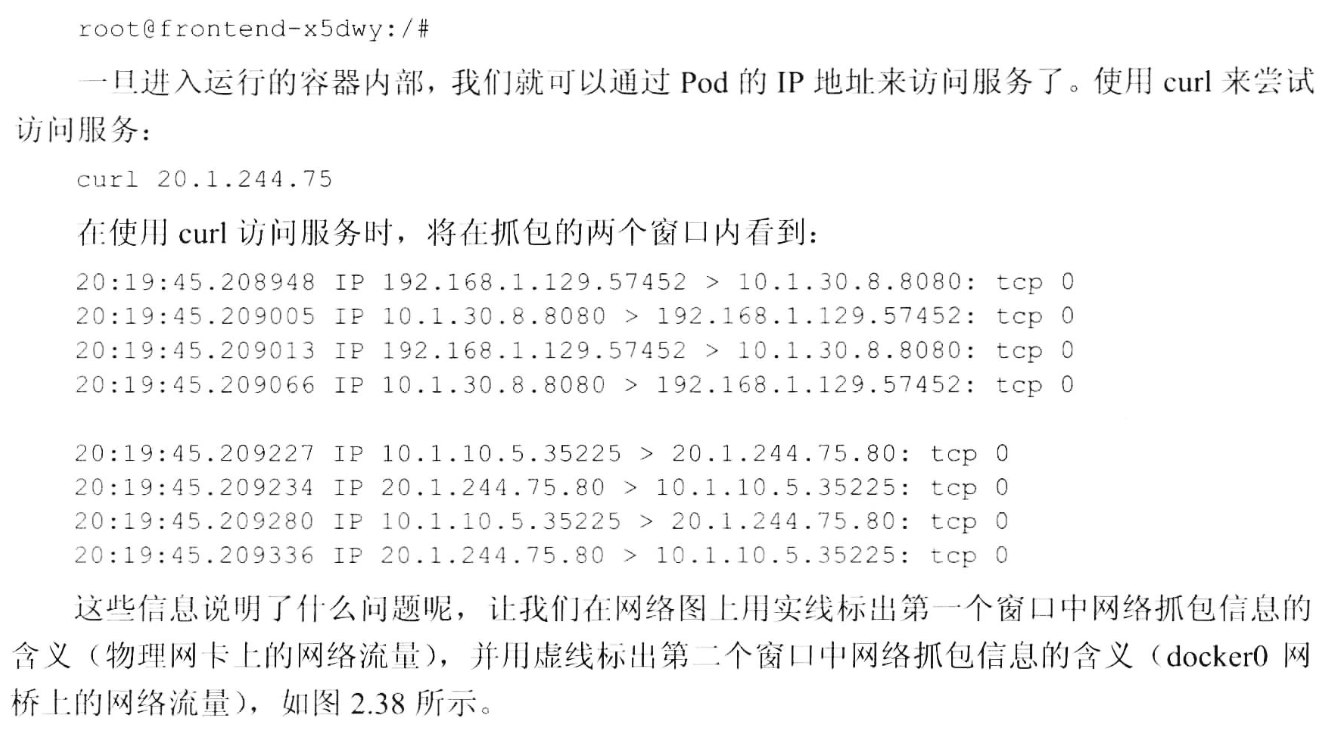 root@frontend-x5dwy:/#
一旦进入运行的容器内部，我们就可以通过 Pod 的 IP 地址来访问服务了。使用 curl 来尝试
访问服务：
curl 20.1.244.75
在使用 curl 访问服务时，将在抓包的两个窗口内看到：
20:19:45.208948 IP 192.168.1.129.57452 > 10.1.30.8.8080: tcp 0
20:19:45.209005 IP 10.1.30.8.8080 > 192.168.1.129.57452: tcp 0
20:19:45.209013 IP 192.168.1.129.57452 > 10.1.30.8.8080: tcp 0
20:19:45.209066 IP 10.1.30.8.8080 > 192.168.1.129.57452: tcp 0
20:19:45.209227 IP 10.1.10.5.35225 > 20.1.244.75.80: tcp 0
20:19:45.209234 IP 20.1.244.75.80 > 10.1.10.5.35225: tcp 0
20:19:45.209280 IP 10.1.10.5.35225 > 20.1.244.75.80: tcp 0
20:19:45.209336 IP 20.1.244.75.80 > 10.1.10.5.35225: tcp 0
这些信息说明了什么问题呢，让我们在网络图上用实线标出第一个窗口中网络抓包信息的
含义（物理网卡上的网络流量），并用虚线标出第二个窗口中网络抓包信息的含义（docker0 网
桥上的网络流量），如图 2.38 所示。